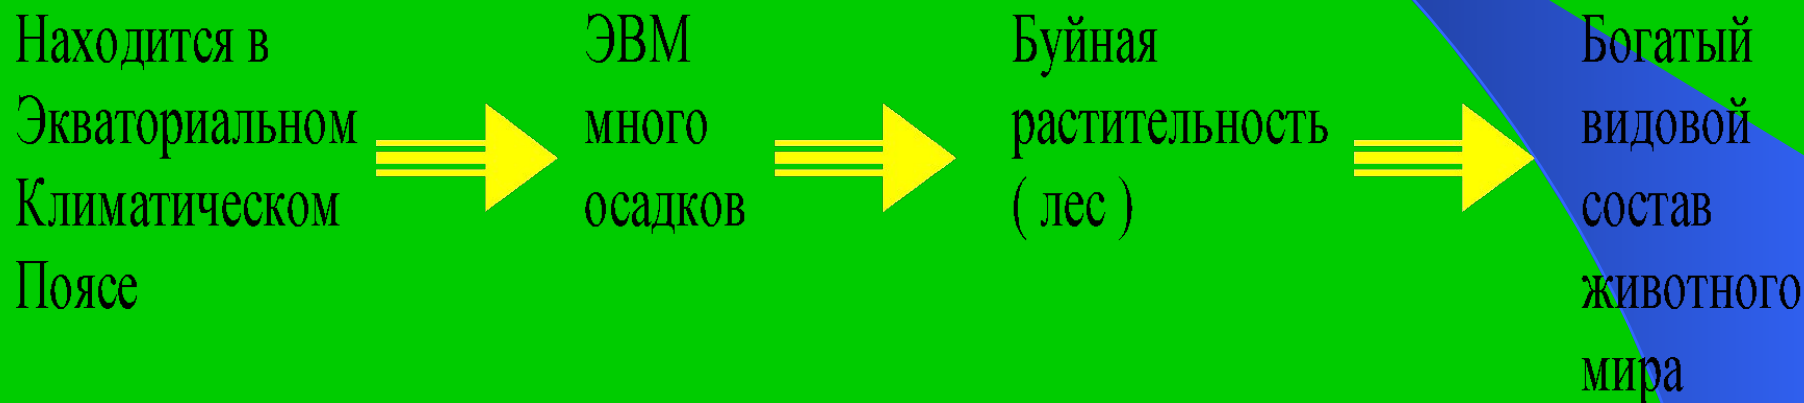 Находится в
Экваториальном
Климатическом
Поясе
ЭВМ
много
осадков
Буйная
растительность
( лес )
Богатый
видовой
состав
животного
мира